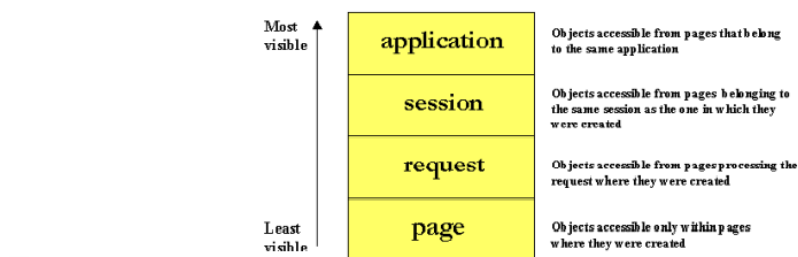 Most
visible
application
Objects accessible from pages that belong
to the same application
session
Objects accessible from pages belonging to
the same session as the one in which they
were created
request
Objects accessible from pages processing the
request where they were created
Least
visible
page
Objects accessible only within pages
where they were created